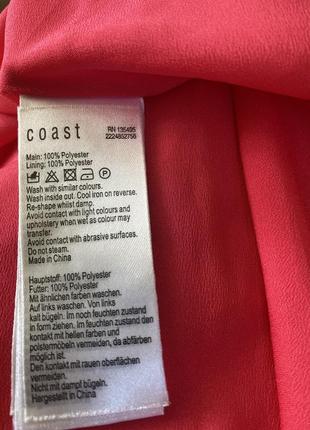 coast
RN 135495
2224852756
Main: 100% Polyester
Lining: 100% Polyester
P
Wash with similar colours.
Wash inside out. Cool iron on reverse.
Re-shape whilst damp.
Avoid contact with light colours and
upholstery when wet as colour may
transfer.
Avoid contact with abrasive surfaces.
Do not steam.
Made in China
Hauptstoff: 100% Polyester
Futter: 100% Polyester
Mit ähnlichen farben waschen.
Auf links waschen. Von links
kalt bügeln. Im noch feuchten zustand
in form ziehen. Im feuchten zustand den
kontakt mit hellen farben und
polstermöbeln vermeiden, da abfärben
möglich ist.
Den kontakt mit rauen oberflächen
vermeiden.
Nicht mit dampf bügeln.
Hergestellt in China